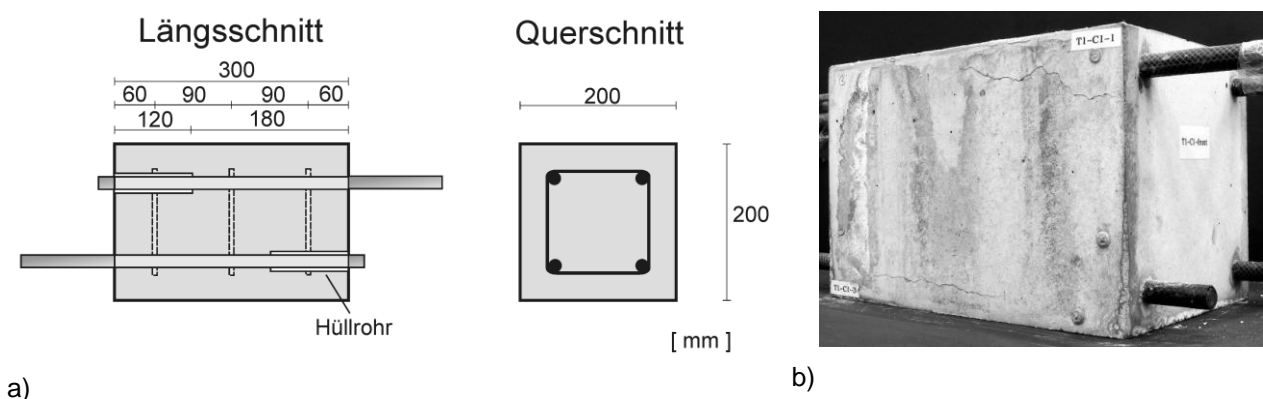 Längsschnitt
300
60 90 90 60
120 180
Hüllrohr
Querschnitt
200
200
[ mm ]
a)
T1-C1-1
3
T1-C1-3
b)